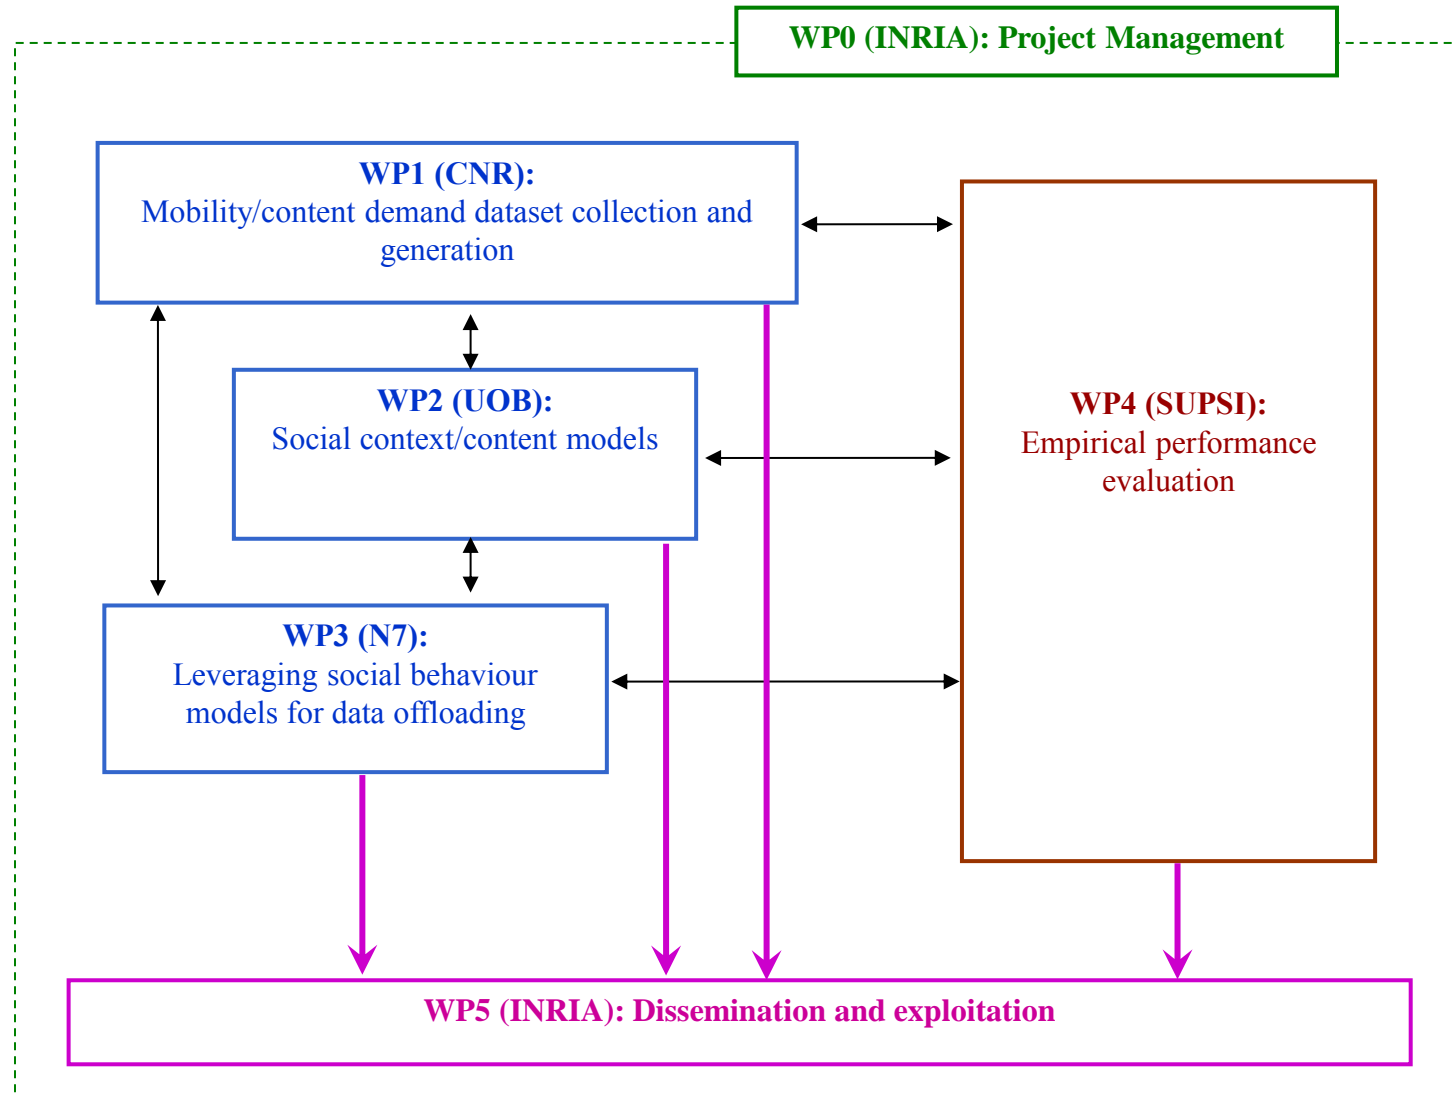 WP0 (INRIA): Project Management
WP1 (CNR):
Mobility/content demand dataset collection and
generation
WP2 (UOB):
Social context/content models
WP4 (SUPSI):
Empirical performance
evaluation
WP3 (N7):
Leveraging social behaviour
models for data offloading
WP5 (INRIA): Dissemination and exploitation